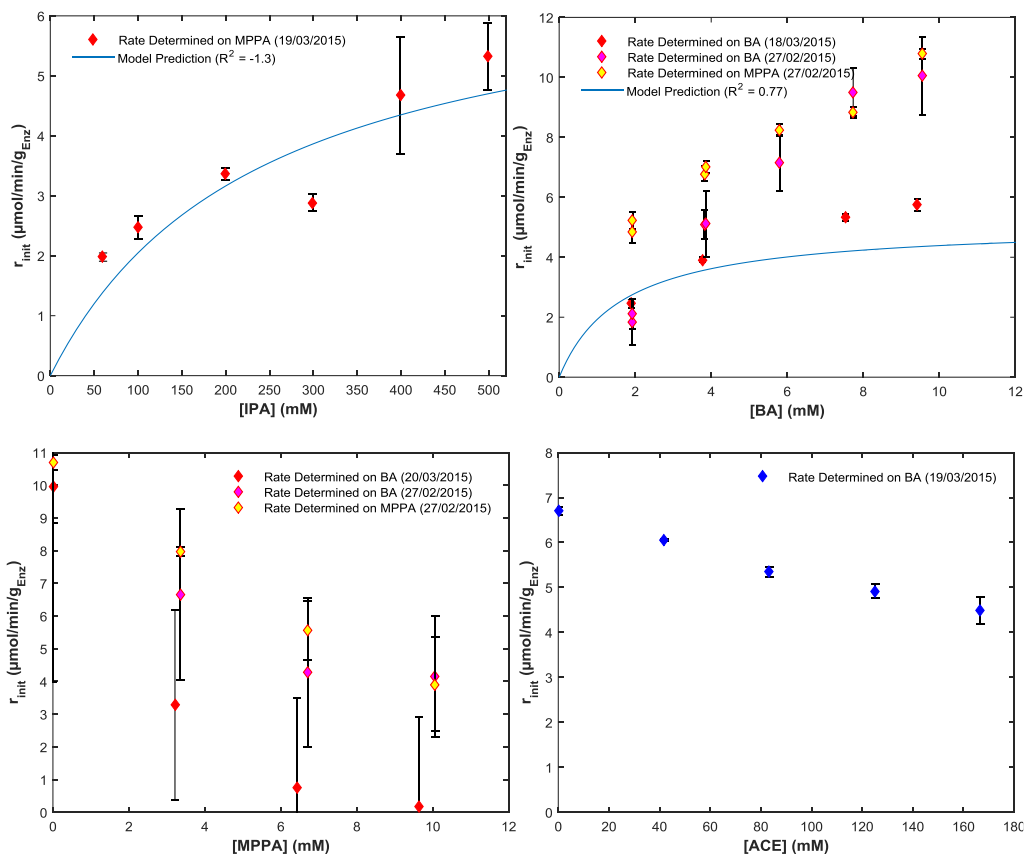 6
5
4
3
2
1
0
r_init (µmol/min/g_Enz)
Rate Determined on MPPA (19/03/2015)
Model Prediction (R² = -1.3)
0 50 100 150 200 250 300 350 400 450 500
[IPA] (mM)
12
10
8
6
4
2
0
r_init (µmol/min/g_Enz)
Rate Determined on BA (18/03/2015)
Rate Determined on BA (27/02/2015)
Rate Determined on MPPA (27/02/2015)
Model Prediction (R² = 0.77)
0 2 4 6 8 10 12
[BA] (mM)
11
10
9
8
7
6
5
4
3
2
1
0
r_init (µmol/min/g_Enz)
Rate Determined on BA (20/03/2015)
Rate Determined on BA (27/02/2015)
Rate Determined on MPPA (27/02/2015)
0 2 4 6 8 10 12
[MPPA] (mM)
8
7
6
5
4
3
2
1
0
r_init (µmol/min/g_Enz)
Rate Determined on BA (19/03/2015)
0 20 40 60 80 100 120 140 160 180
[ACE] (mM)